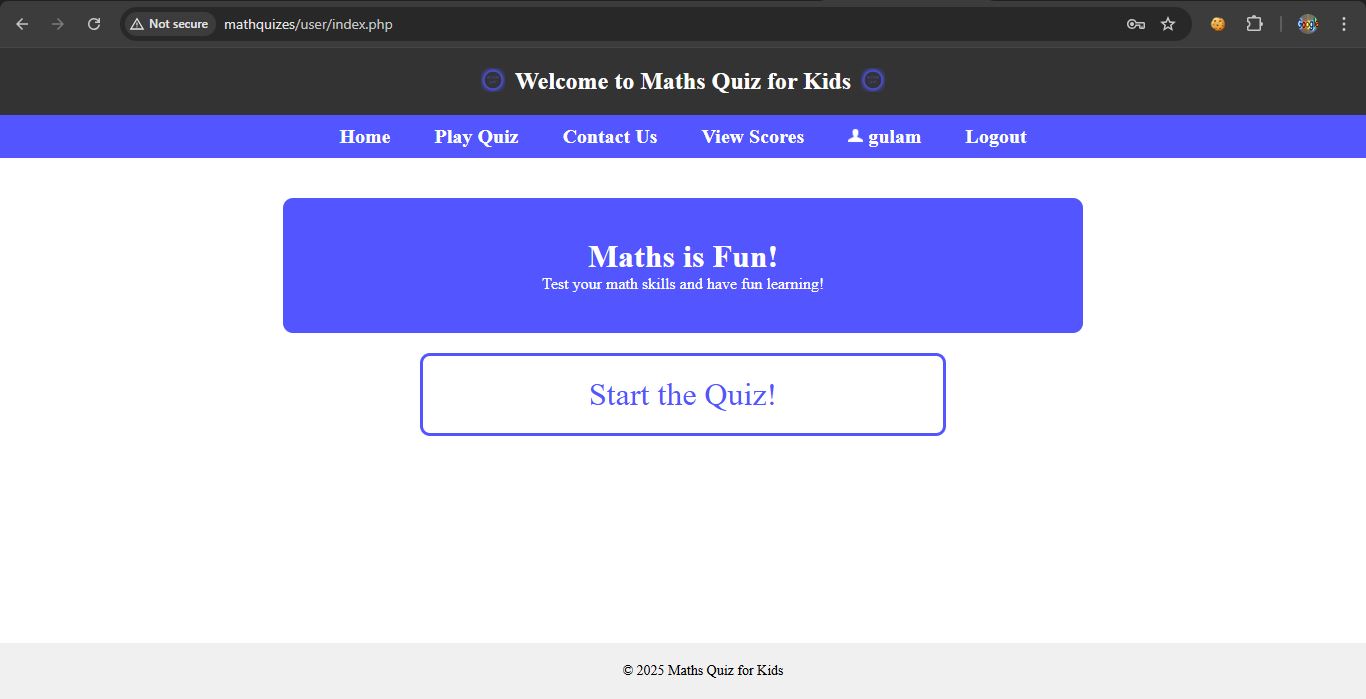 Not secure mathquizes/user/index.php
Welcome to Maths Quiz for Kids
Home Play Quiz Contact Us View Scores gulam Logout
Maths is Fun!
Test your math skills and have fun learning!
Start the Quiz!
© 2025 Maths Quiz for Kids